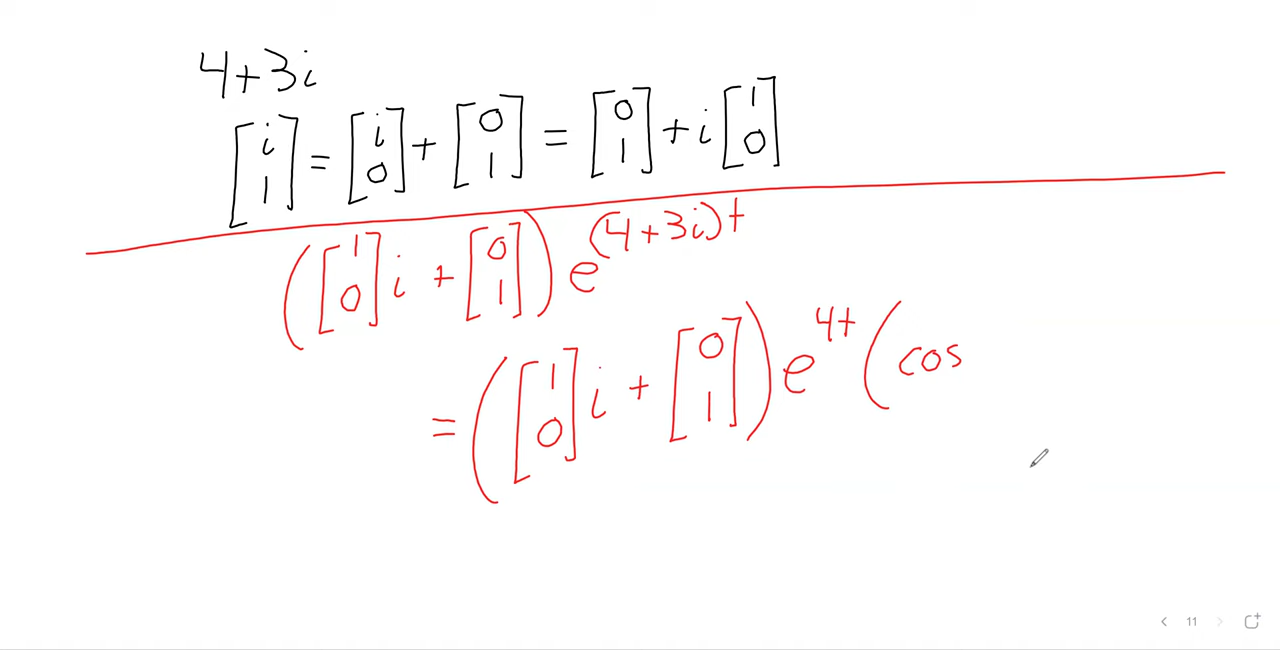 4+3i
[i 1] = [i 0] + [0 1] = [0 1] + i [1 0]
([1 0] i + [0 1]) e^(4+3i)t
= ([1 0] i + [0 1]) e^4t (cos
< 11 >